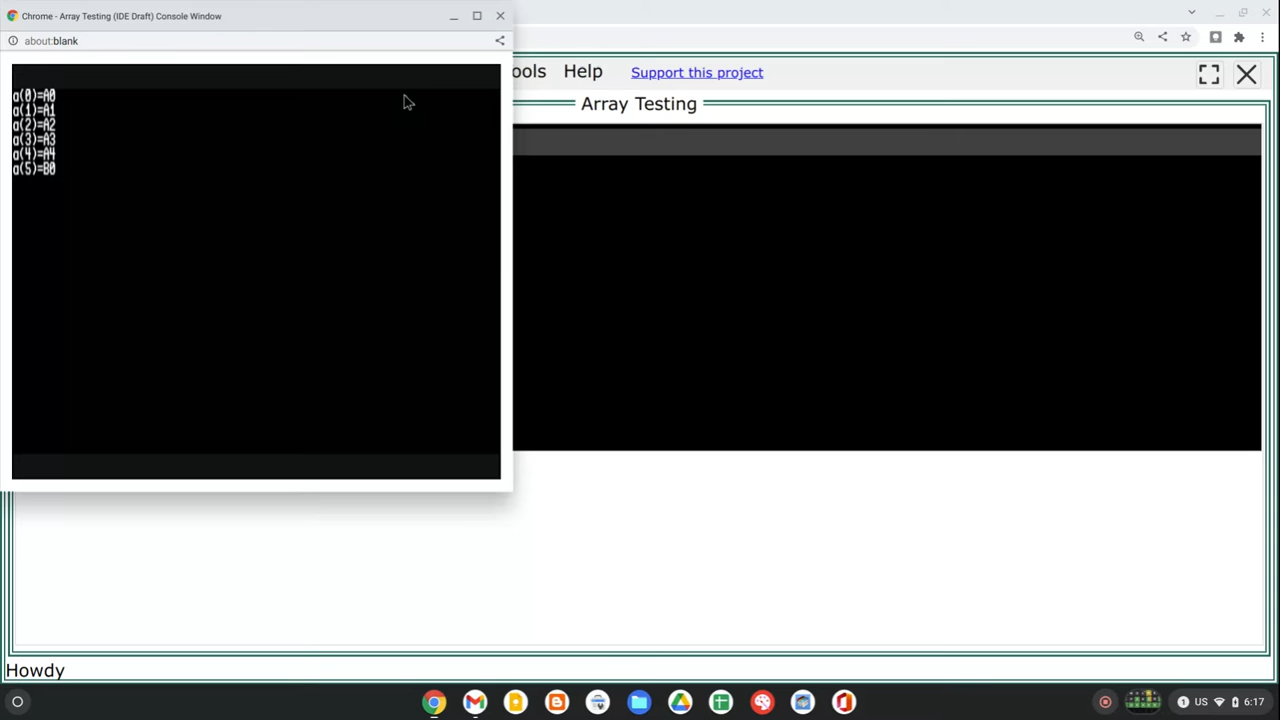 Chrome - Array Testing (IDE Draft) Console Window
about:blank
a(0)=A0
a(1)=A1
a(2)=A2
a(3)=A3
a(4)=A4
a(5)=B0
ools Help Support this project
Array Testing
Howdy
1 US 6:17